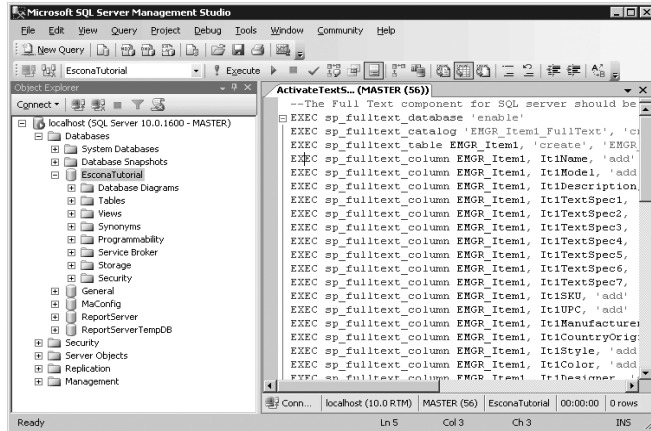 Microsoft SQL Server Management Studio
File Edit View Query Project Debug Tools Window Community Help
New Query
EsconaTutorial Execute
Object Explorer
Connect
localhost (SQL Server 10.0.1600 - MASTER)
Databases
System Databases
Database Snapshots
EsconaTutorial
Database Diagrams
Tables
Views
Synonyms
Programmability
Service Broker
Storage
Security
General
MaConfig
ReportServer
ReportServerTempDB
Security
Server Objects
Replication
Management
ActivateTextS... (MASTER (56))
--The Full Text component for SQL server should be
EXEC sp_fulltext_database 'enable'
EXEC sp_fulltext_catalog 'EMGR_Item1_FullText', 'cr
EXEC sp_fulltext_table EMGR_Item1, 'create', 'EMGR_
EXEC sp_fulltext_column EMGR_Item1, It1Name, 'add'
EXEC sp_fulltext_column EMGR_Item1, It1Model, 'add
EXEC sp_fulltext_column EMGR_Item1, It1Description,
EXEC sp_fulltext_column EMGR_Item1, It1TextSpec1,
EXEC sp_fulltext_column EMGR_Item1, It1TextSpec2,
EXEC sp_fulltext_column EMGR_Item1, It1TextSpec3,
EXEC sp_fulltext_column EMGR_Item1, It1TextSpec4,
EXEC sp_fulltext_column EMGR_Item1, It1TextSpec5,
EXEC sp_fulltext_column EMGR_Item1, It1TextSpec6,
EXEC sp_fulltext_column EMGR_Item1, It1TextSpec7,
EXEC sp_fulltext_column EMGR_Item1, It1SKU, 'add'
EXEC sp_fulltext_column EMGR_Item1, It1UPC, 'add'
EXEC sp_fulltext_column EMGR_Item1, It1Manufacturer
EXEC sp_fulltext_column EMGR_Item1, It1CountryOrigi
EXEC sp_fulltext_column EMGR_Item1, It1Style, 'add
EXEC sp_fulltext_column EMGR_Item1, It1Color, 'add
EXEC sp_fulltext_column EMGR_Item1, It1Designer, 'a
Conn... localhost (10.0 RTM) MASTER (56) EsconaTutorial 00:00:00 0 rows
Ready Ln 5 Col 3 Ch 3 INS